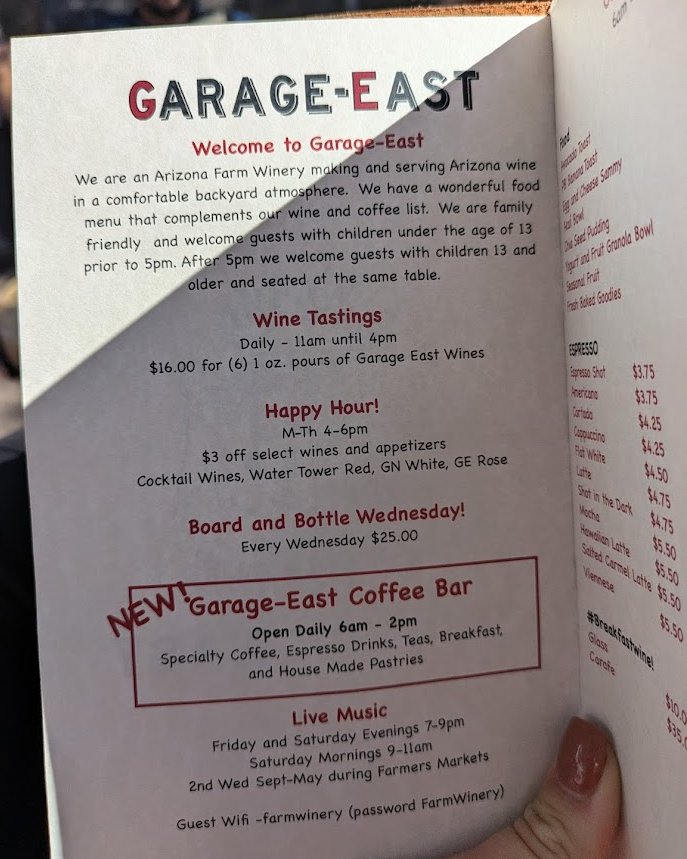 GARAGE-EAST
Welcome to Garage-East
We are an Arizona Farm Winery making and serving Arizona wine
in a comfortable backyard atmosphere. We have a wonderful food
menu that complements our wine and coffee list. We are family
friendly and welcome guests with children under the age of 13
prior to 5pm. After 5pm we welcome guests with children 13 and
older and seated at the same table.
Wine Tastings
Daily - 11am until 4pm
$16.00 for (6) 1 oz. pours of Garage East Wines
Happy Hour!
M-Th 4-6pm
$3 off select wines and appetizers
Cocktail Wines, Water Tower Red, GN White, GE Rose
Board and Bottle Wednesday!
Every Wednesday $25.00
NEW!
Garage-East Coffee Bar
Open Daily 6am - 2pm
Specialty Coffee, Espresso Drinks, Teas, Breakfast,
and House Made Pastries
Live Music
Friday and Saturday Evenings 7-9pm
Saturday Mornings 9-11am
2nd Wed Sept-May during Farmers Markets
Guest Wifi -farmwinery (password FarmWinery)
6am
Food
Avocado Toast
PB Banana Toast
Egg and Cheese Sammy
Acai Bowl
Chia Seed Pudding
Yogurt and Fruit Granola Bowl
Seasonal Fruit
Fresh Baked Goodies
ESPRESSO
Espresso Shot $3.75
Americano $3.75
Cortado $4.25
Cappuccino $4.25
Flat White $4.50
Latte $4.75
Shot in the Dark $4.75
Mocha $5.50
Hawaiian Latte $5.50
Salted Carmel Latte $5.50
Viennese $5.50
#Breakfastwine!
Glass $10.0
Carafe $35.0